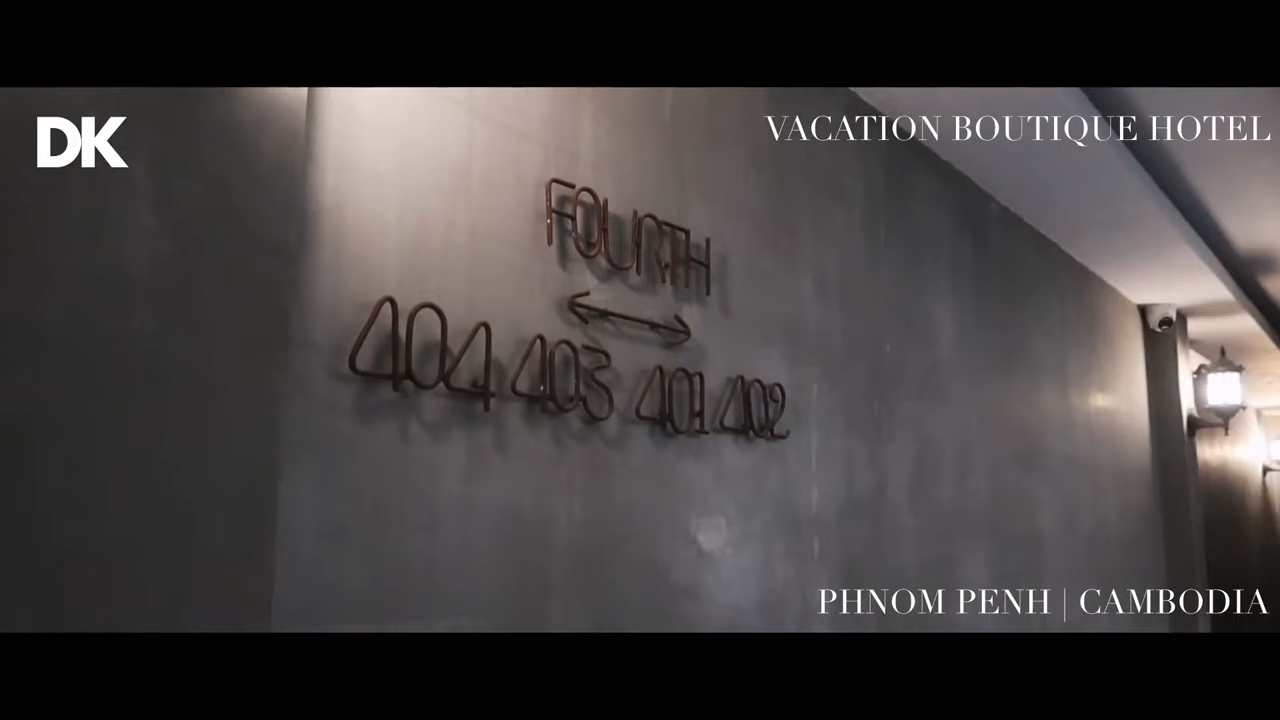 DK
VACATION BOUTIQUE HOTEL
FOURTH
404 403 401 402
PHNOM PENH | CAMBODIA